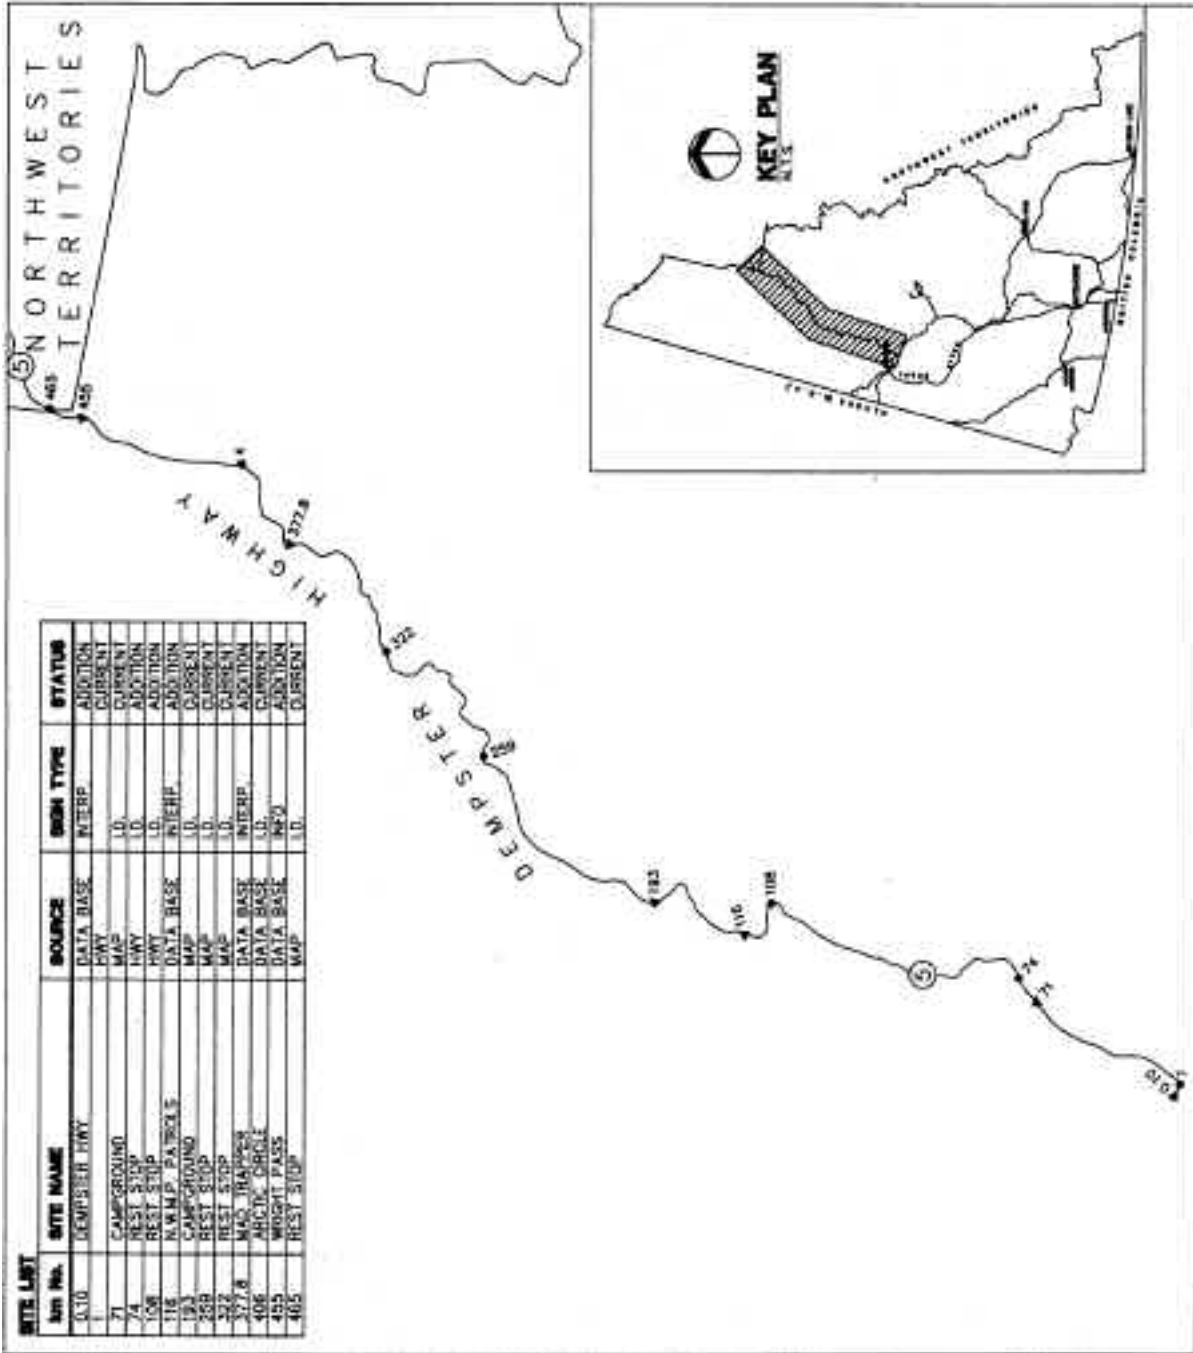 SITE LIST
km No. SITE NAME SOURCE SIGN TYPE STATUS
0.10 DEMPSTER HWY DATA BASE INTERP. ADDITION
1 HWY CURRENT
71 CAMPGROUND MAP I.D. CURRENT
74 REST STOP HWY I.D. ADDITION
108 REST STOP HWY I.D. ADDITION
116 N.W.M.P. PATROLS DATA BASE INTERP. ADDITION
193 CAMPGROUND MAP I.D. CURRENT
259 REST STOP MAP I.D. CURRENT
322 REST STOP MAP I.D. CURRENT
377.8 MAD TRAPPER DATA BASE INTERP. ADDITION
406 ARCTIC CIRCLE DATA BASE I.D. CURRENT
455 WRIGHT PASS DATA BASE INFO ADDITION
465 REST STOP MAP I.D. CURRENT
NORTHWEST
TERRITORIES
5
465
455
377.8
322
259
193
116
108
5
74
71
0.10
1
DEMPSTER HIGHWAY
KEY PLAN
N.T.S.
NORTHWEST TERRITORIES
BRITISH COLUMBIA